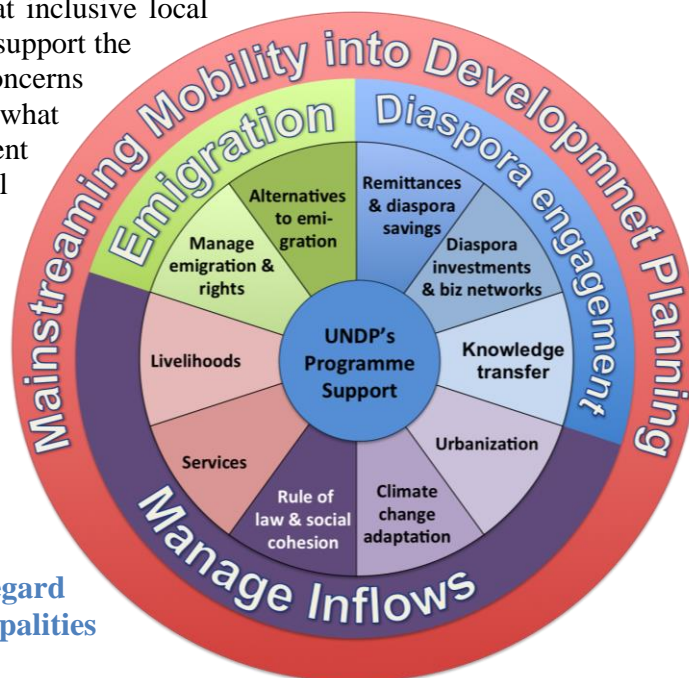 at inclusive local
support the
oncerns
what
ent
l
Mainstreaming Mobility into Developmnet Planning
Emigration
Diaspora engagement
Alternatives
to emi-
gration
Remittances
& diaspora
savings
Manage
emigration &
rights
Diaspora
investments
& biz networks
UNDP's
Programme
Support
Livelihoods
Knowledge
transfer
Services
Urbanization
Rule of
law & social
cohesion
Climate
change
adaptation
Manage Inflows
egard
palities